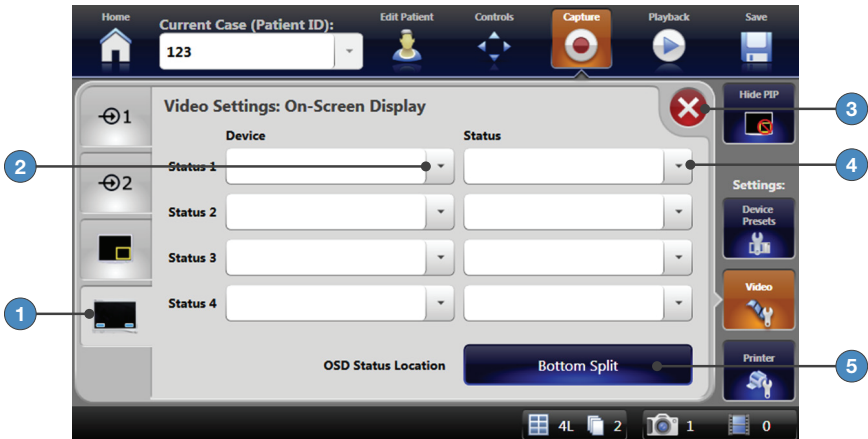 Home
Current Case (Patient ID):
Edit Patient
Controls
Capture
Playback
Save
123
Hide PIP
Video Settings: On-Screen Display
3
1
Device
Status
2
Status 1
4
2
Settings:
Status 2
Device
Presets
Status 3
Video
Status 4
1
Printer
OSD Status Location
Bottom Split
5
4L
2
1
0